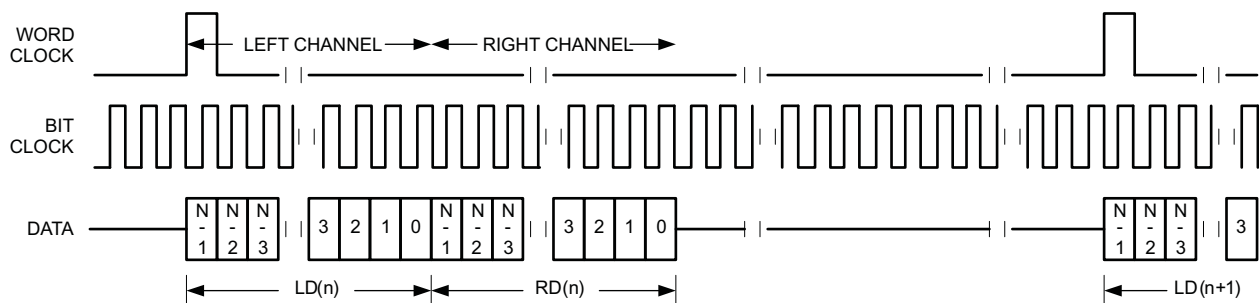 WORD
CLOCK
LEFT CHANNEL
RIGHT CHANNEL
BIT
CLOCK
DATA
N-1 N-2 N-3 3 2 1 0 N-1 N-2 N-3 3 2 1 0 N-1 N-2 N-3 3
LD(n)
RD(n)
LD(n+1)